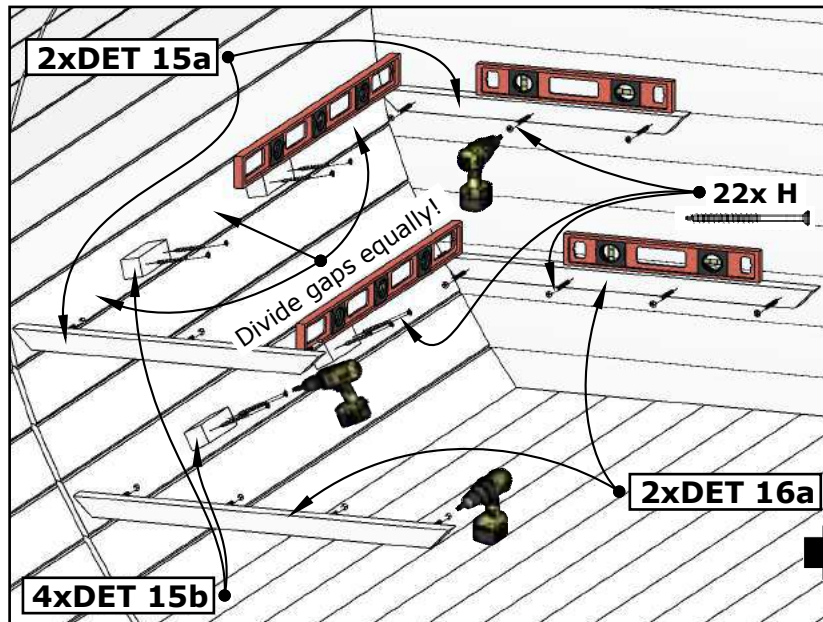 2xDET 15a
22x H
Divide gaps equally!
2xDET 16a
4xDET 15b